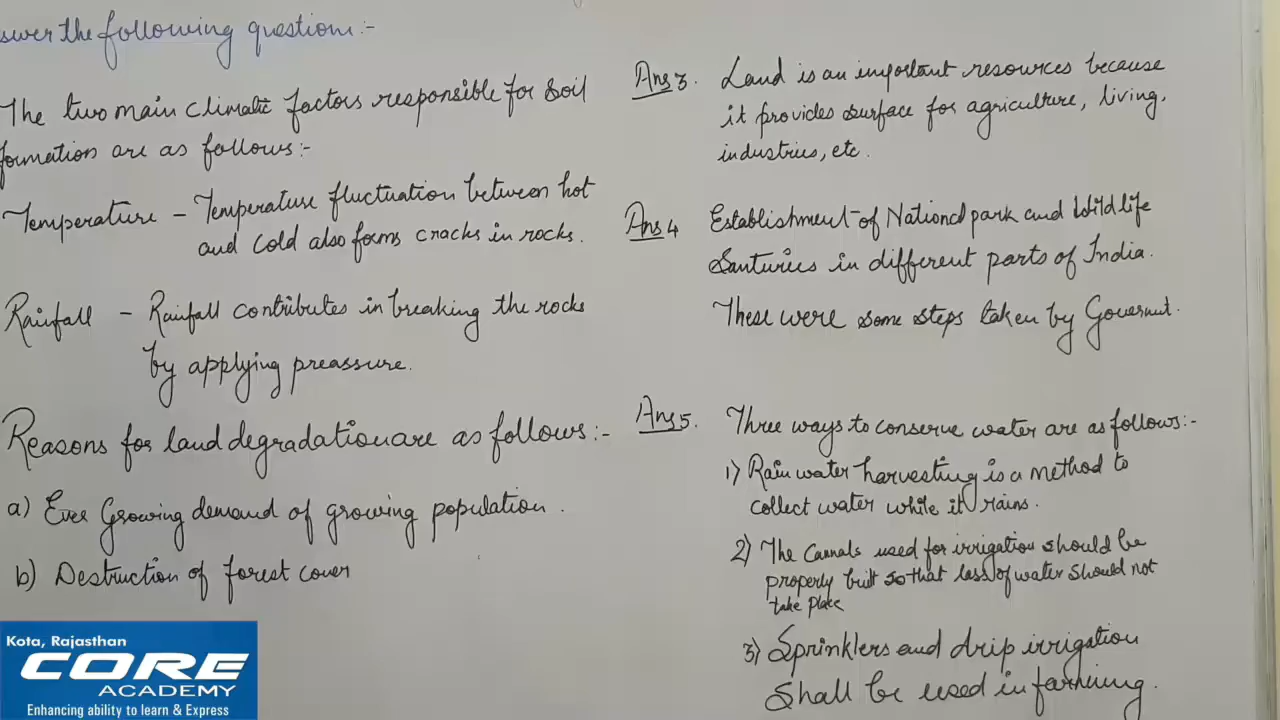 swer the following question:-
The two main climatic factors responsible for soil
formation are as follows:-
Temperature - Temperature fluctuation between hot
and cold also forms cracks in rocks.
Rainfall - Rainfall contributes in breaking the rocks
by applying preassure.
Reasons for land degradation are as follows:-
a) Ever Growing demand of growing population.
b) Destruction of forest cover
Ans 3. Land is an important resources because
it provides surface for agriculture, living,
industries, etc.
Ans 4 Establishment of National park and Wildlife
Santuries in different parts of India.
These were some steps taken by Governmt.
Ans 5. Three ways to conserve water are as follows:-
1) Rain water harvesting is a method to
collect water while it rains.
2) The Cannals used for irrigation should be
properly built so that loss of water should not
take place
3) Sprinklers and drip irrigation
shall be used in farming.
Kota, Rajasthan
CORE
ACADEMY
Enhancing ability to learn & Express